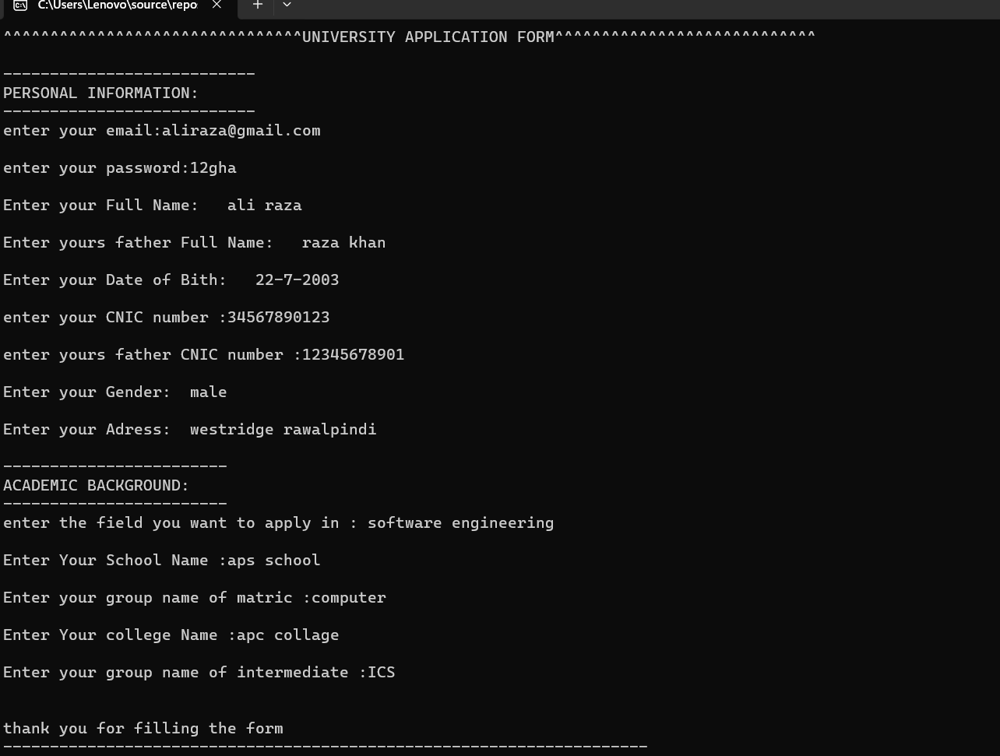 C:\Users\Lenovo\source\repo
^^^^^^^^^^^^^^^^^^^^^^^^^^^^^^^^UNIVERSITY APPLICATION FORM^^^^^^^^^^^^^^^^^^^^^^^^^^^^
---------------------------
PERSONAL INFORMATION:
---------------------------
enter your email:aliraza@gmail.com
enter your password:12gha
Enter your Full Name:   ali raza
Enter yours father Full Name:   raza khan
Enter your Date of Bith:   22-7-2003
enter your CNIC number :34567890123
enter yours father CNIC number :12345678901
Enter your Gender:  male
Enter your Adress:  westridge rawalpindi
------------------------
ACADEMIC BACKGROUND:
------------------------
enter the field you want to apply in : software engineering
Enter Your School Name :aps school
Enter your group name of matric :computer
Enter Your college Name :apc collage
Enter your group name of intermediate :ICS
thank you for filling the form
---------------------------------------------------------------------